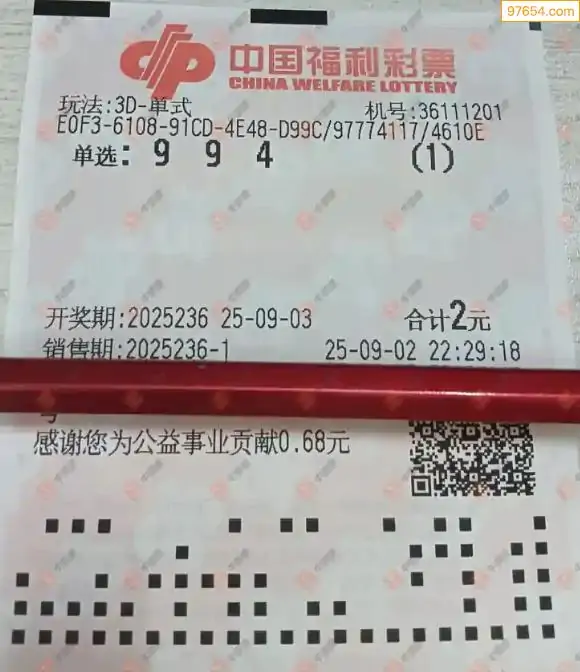 97654.com
中国福利彩票
CHINA WELFARE LOTTERY
玩法:3D-单式 机号:36111201
E0F3-6108-91CD-4E48-D99C/97774117/4610E
单选: 9 9 4 (1)
开奖期:2025236 25-09-03 合计2元
销售期:2025236-1 25-09-02 22:29:18
感谢您为公益事业贡献0.68元